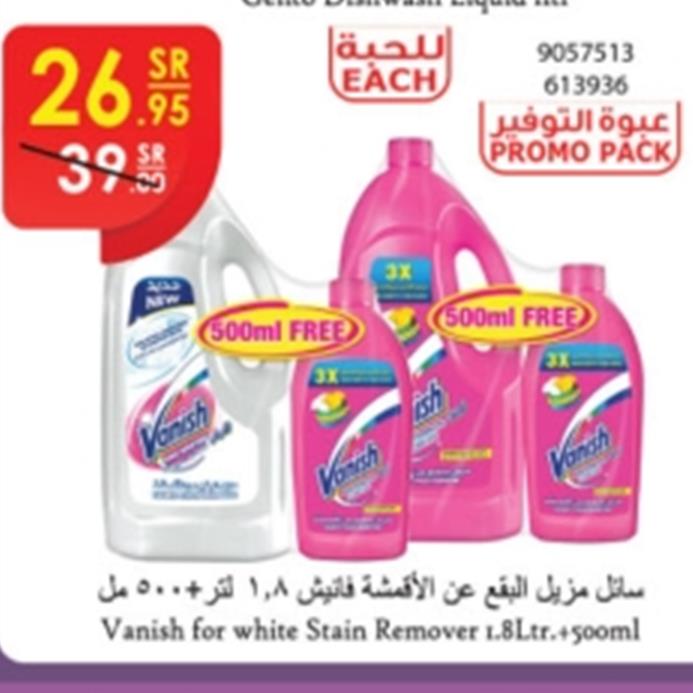 للحبة
EACH
9057513
613936
عبوة التوفير
PROMO PACK
26.95 SR
39.00 SR
جديد
NEW
500ml FREE
3X
Vanish
3X
500ml FREE
Vanish
3X
Vanish
سائل مزيل البقع عن الأقمشة فانيش ١,٨ لتر+٥٠٠ مل
Vanish for white Stain Remover 1.8Ltr.+500ml